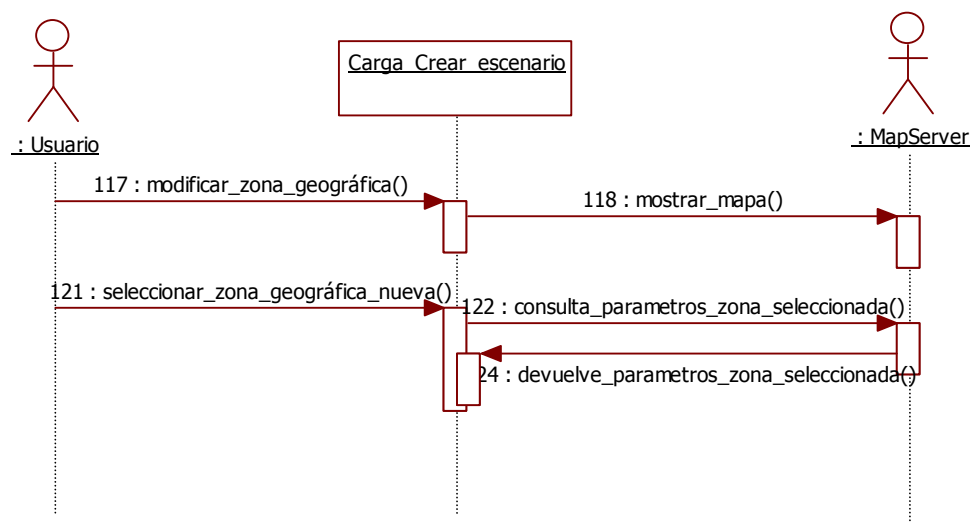 Carga_Crear_escenario
: Usuario
: MapServer
117 : modificar_zona_geográfica()
118 : mostrar_mapa()
121 : seleccionar_zona_geográfica_nueva()
122 : consulta_parametros_zona_seleccionada()
24 : devuelve_parametros_zona_seleccionada()